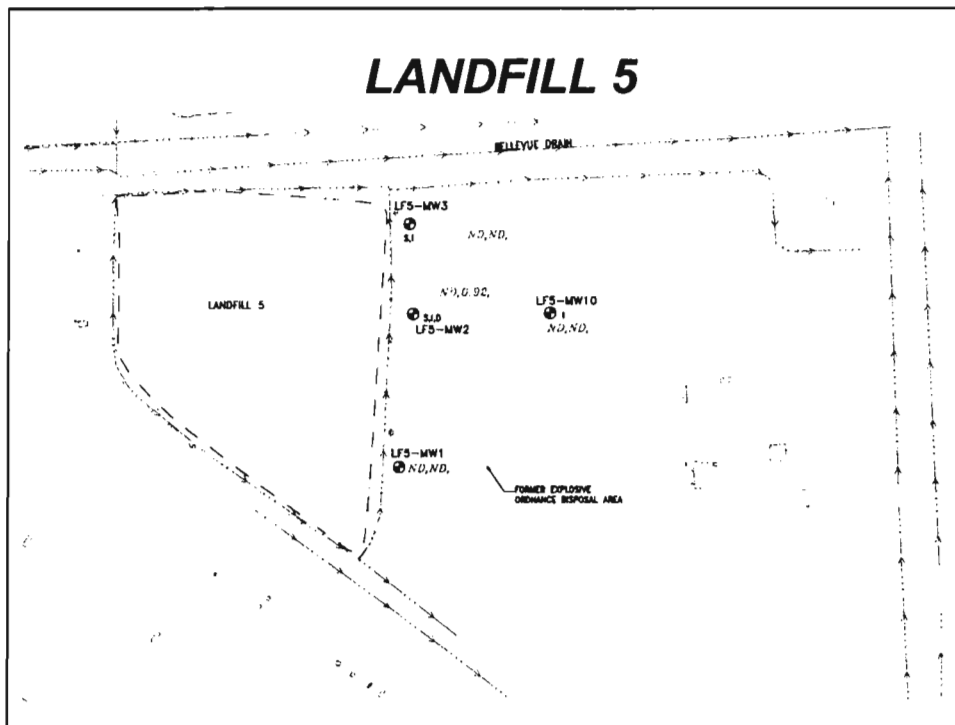 LANDFILL 5
BELLEVUE DRAIN
LF5-MW3
S,I
ND,ND,
ND,0.92,
LANDFILL 5
LF5-MW10
S,I,D
I
LF5-MW2
ND,ND,
LF5-MW1
ND,ND,
FORMER EXPLOSIVE
ORDNANCE DISPOSAL AREA